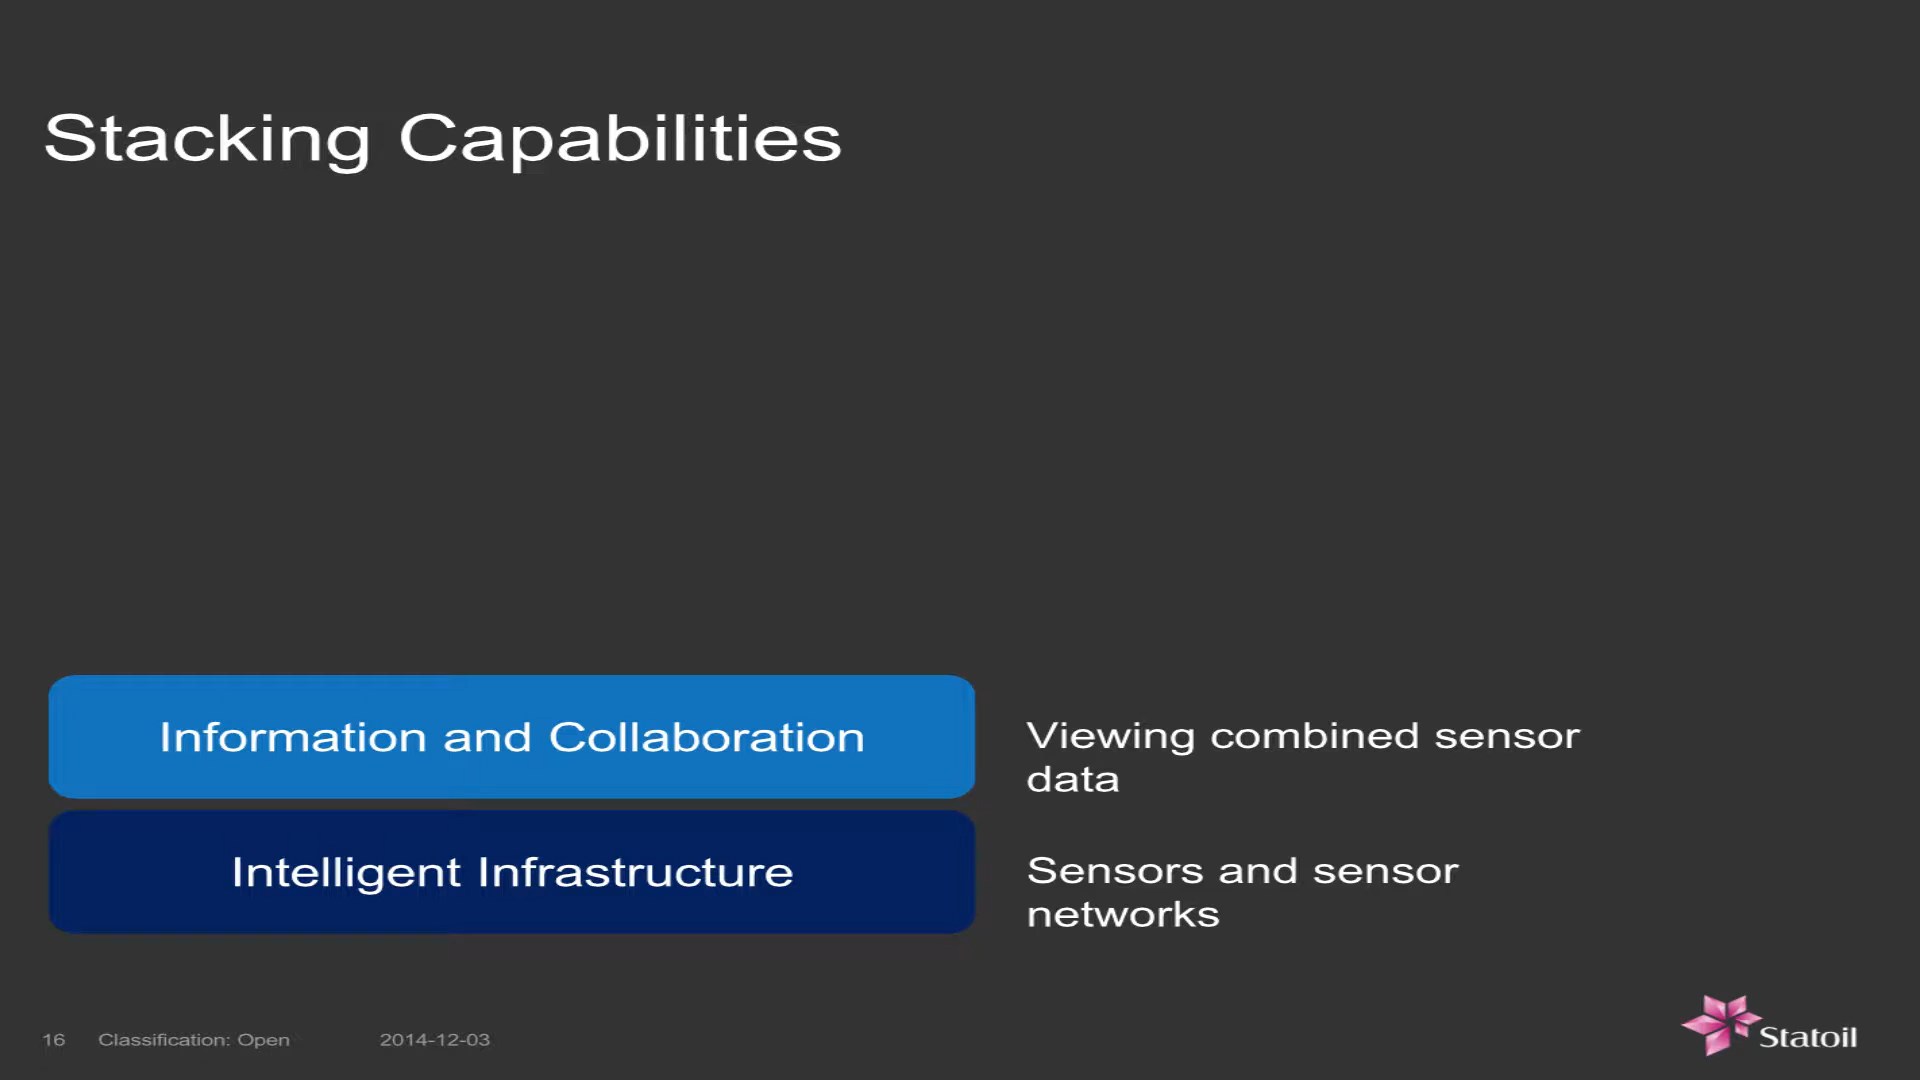 Stacking Capabilities
Information and Collaboration
Viewing combined sensor
data
Intelligent Infrastructure
Sensors and sensor
networks
16 Classification: Open 2014-12-03
Statoil